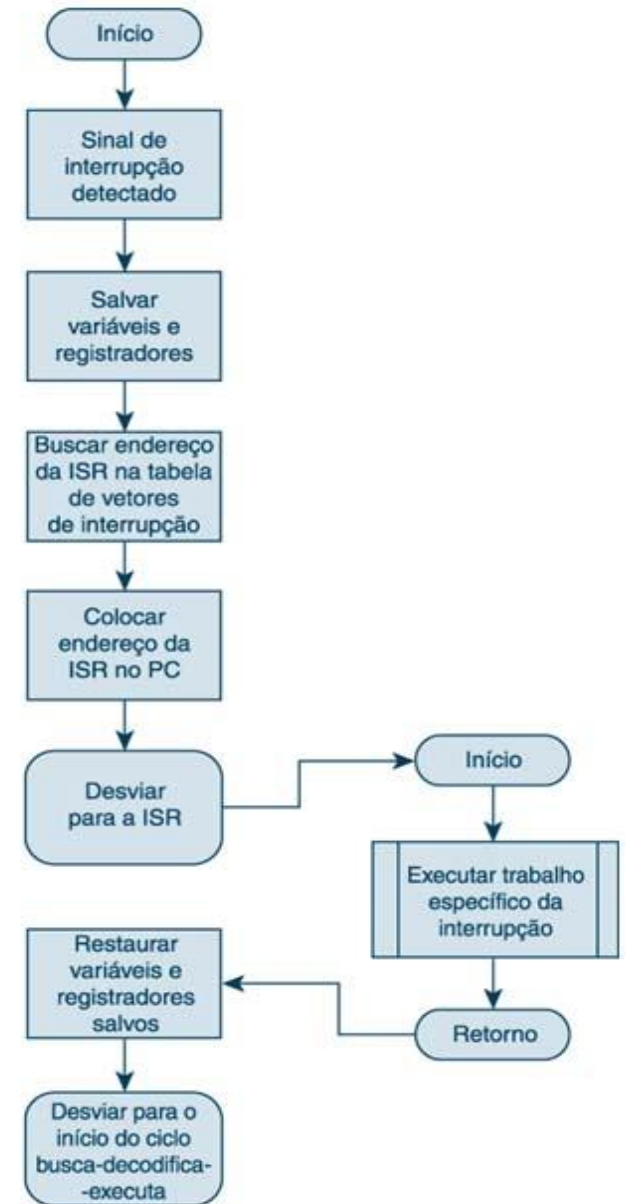 Início
Sinal de
interrupção
detectado
Salvar
variáveis e
registradores
Buscar endereço
da ISR na tabela
de vetores
de interrupção
Colocar
endereço da
ISR no PC
Desviar
para a ISR
Início
Executar trabalho
específico da
interrupção
Retorno
Restaurar
variáveis e
registradores
salvos
Desviar para o
início do ciclo
busca-decodifica-
-executa